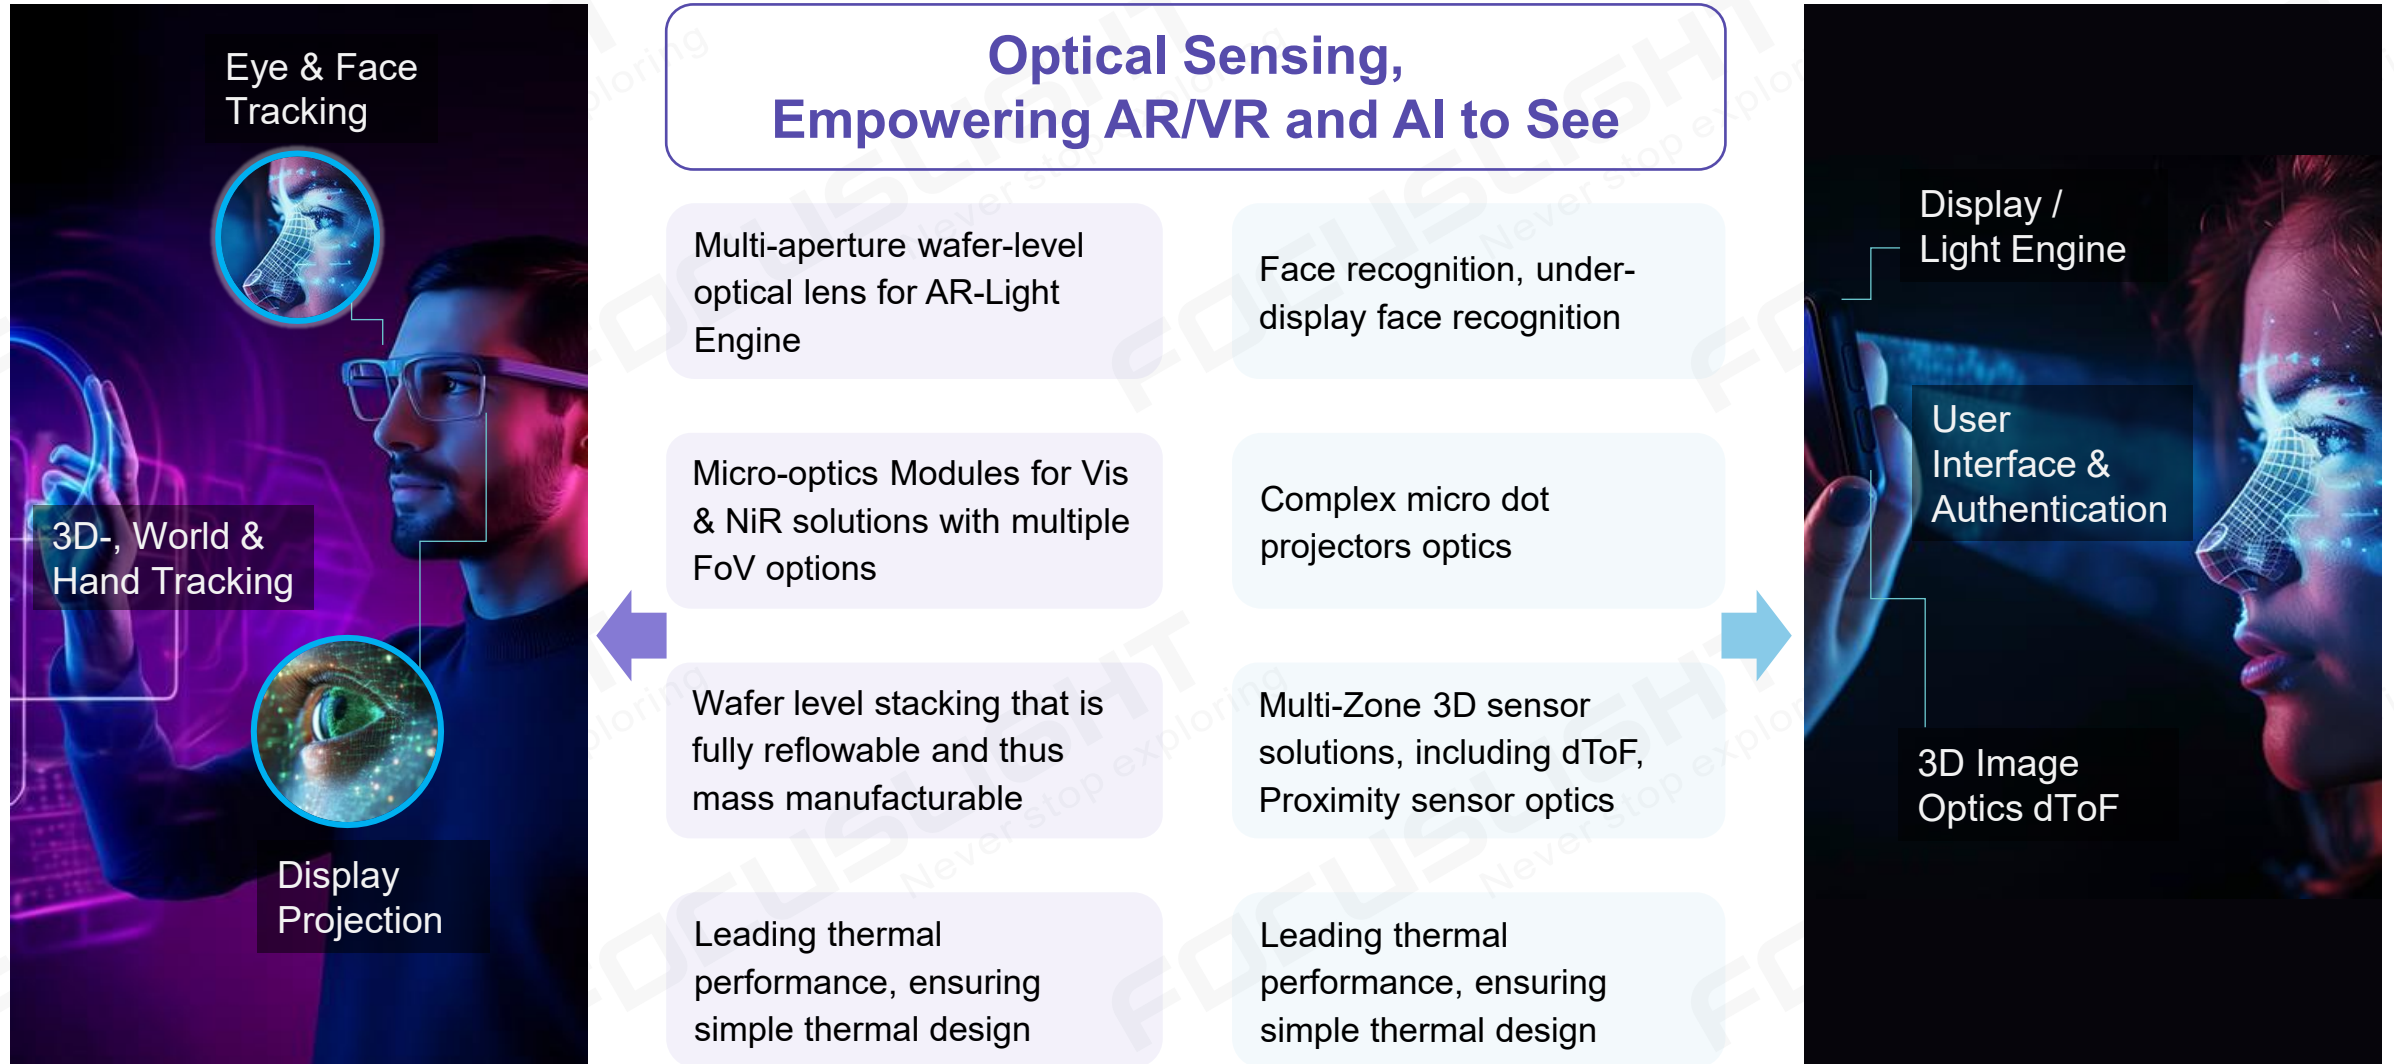 Eye & Face
Tracking
3D-, World &
Hand Tracking
Display
Projection
Optical Sensing,
Empowering AR/VR and AI to See
Multi-aperture wafer-level
optical lens for AR-Light
Engine
Micro-optics Modules for Vis
& NiR solutions with multiple
FoV options
Wafer level stacking that is
fully reflowable and thus
mass manufacturable
Leading thermal
performance, ensuring
simple thermal design
Face recognition, under-
display face recognition
Complex micro dot
projectors optics
Multi-Zone 3D sensor
solutions, including dToF,
Proximity sensor optics
Leading thermal
performance, ensuring
simple thermal design
Display /
Light Engine
User
Interface &
Authentication
3D Image
Optics dToF
FOCUSLIGHT
Never stop exploring